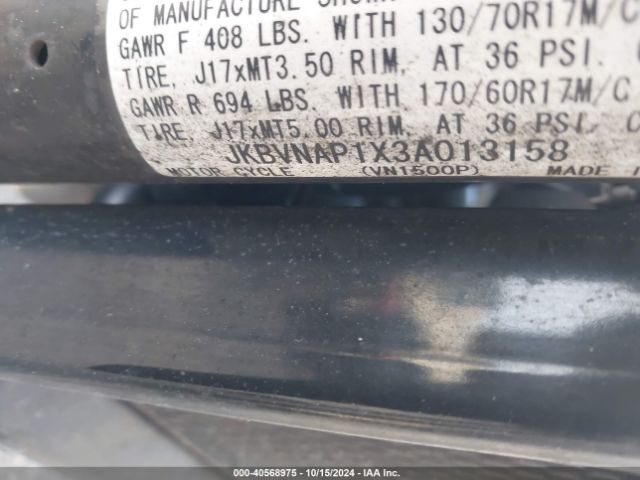 OF MANUFACTURE
GAWR F 408 LBS. WITH 130/70R17M/C
TIRE, J17xMT3.50 RIM, AT 36 PSI.
GAWR R 694 LBS. WITH 170/60R17M/C
TIRE, J17xMT5.00 RIM, AT 36 PSI.
JKBVNAP1X3A013158
MOTOR CYCLE (VN1500P) MADE I
000-40568975 - 10/15/2024 - IAA Inc.